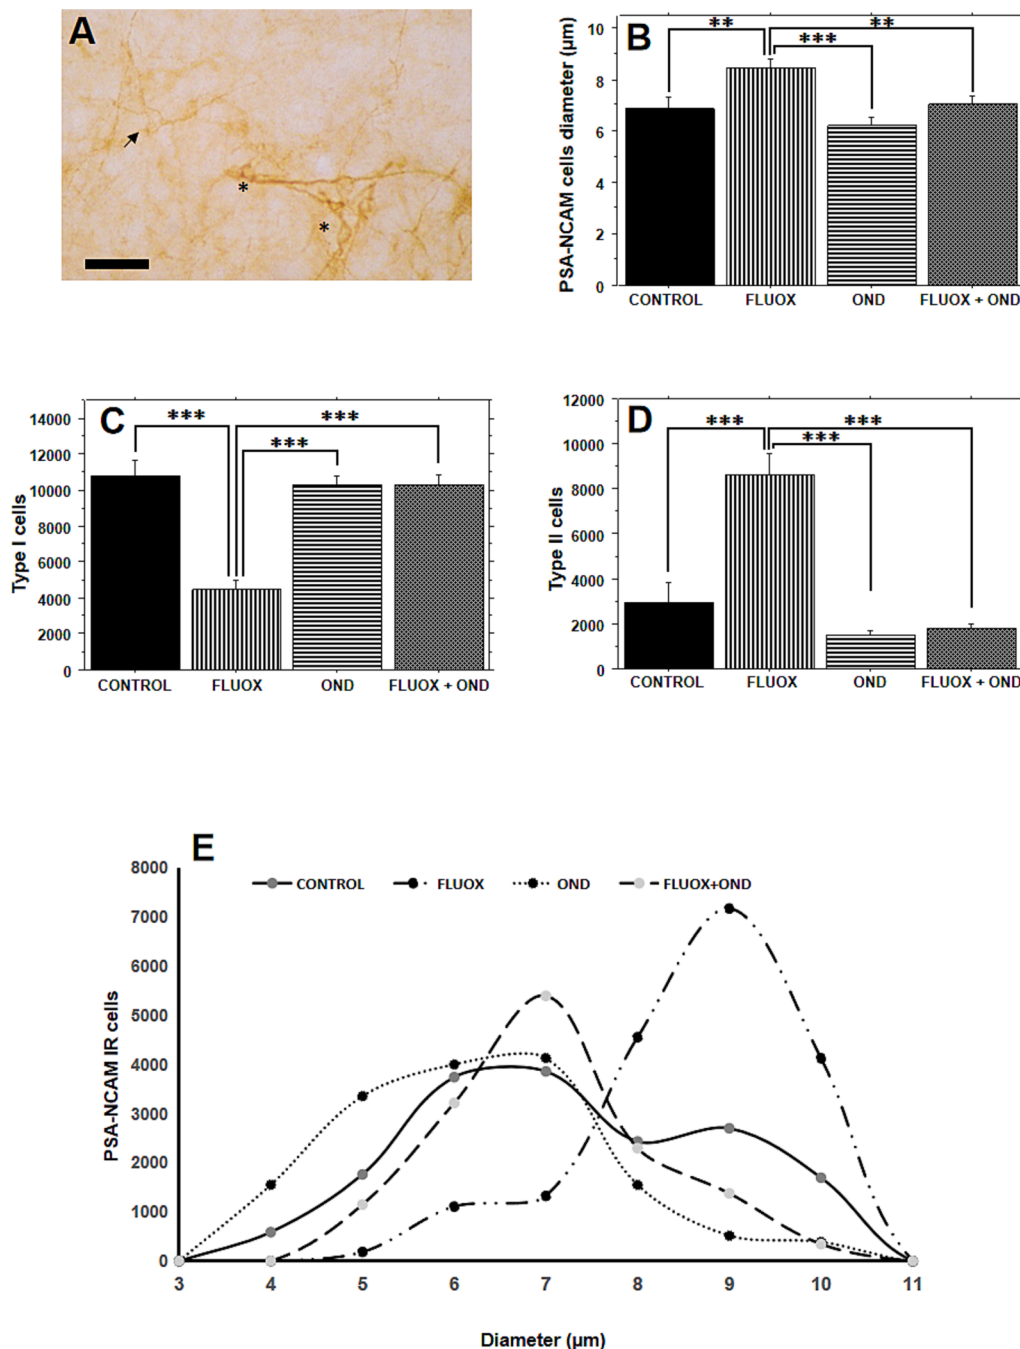 A
*
*
B
PSA-NCAM cells diameter (µm)
10
8
6
4
2
0
**
**
***
CONTROL
FLUOX
OND
FLUOX + OND
C
Type I cells
14000
12000
10000
8000
6000
4000
2000
0
***
***
***
CONTROL
FLUOX
OND
FLUOX + OND
D
Type II cells
12000
10000
8000
6000
4000
2000
0
***
***
***
CONTROL
FLUOX
OND
FLUOX + OND
E
CONTROL
FLUOX
OND
FLUOX+OND
PSA-NCAM IR cells
8000
7000
6000
5000
4000
3000
2000
1000
0
3 4 5 6 7 8 9 10 11
Diameter (µm)